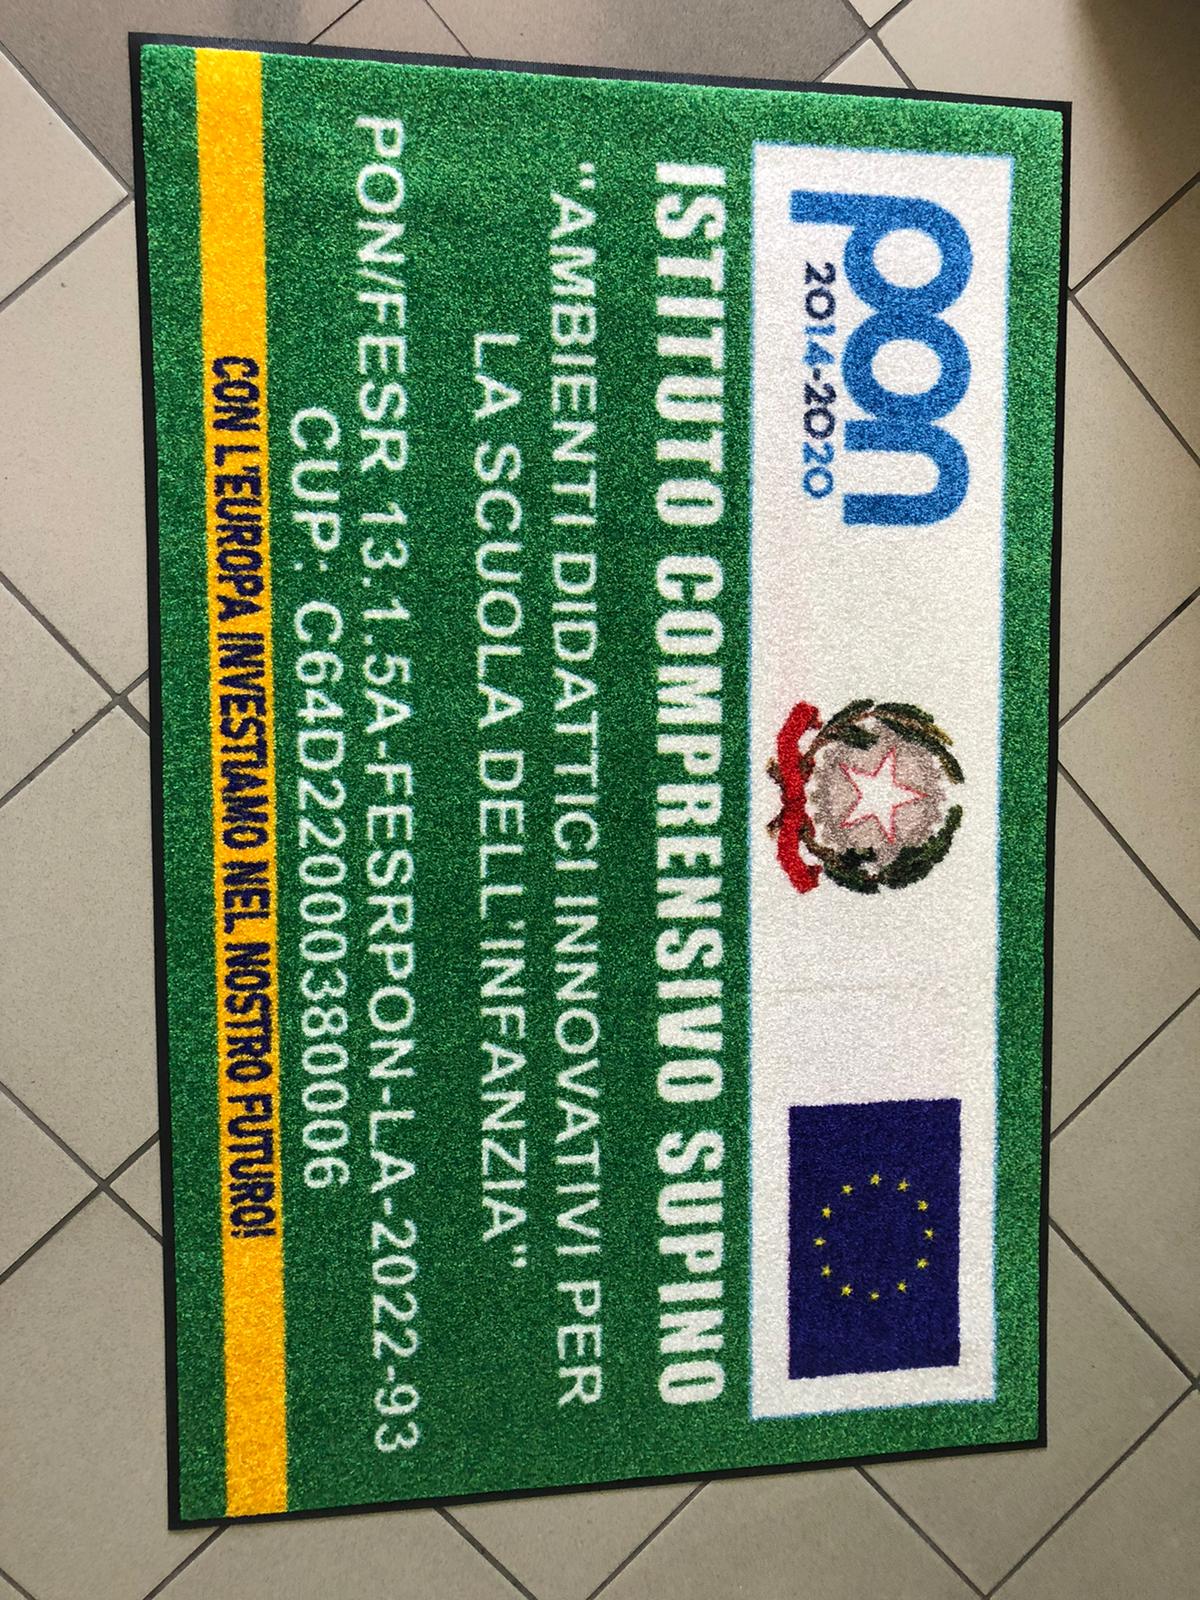 pon
2014-2020
ISTITUTO COMPRENSIVO SUPINO
"AMBIENTI DIDATTICI INNOVATIVI PER
LA SCUOLA DELL'INFANZIA"
PON/FESR 13.1.5A-FESRPON-LA-2022-93
CUP: C64D22000380006
CON L'EUROPA INVESTIAMO NEL NOSTRO FUTURO!